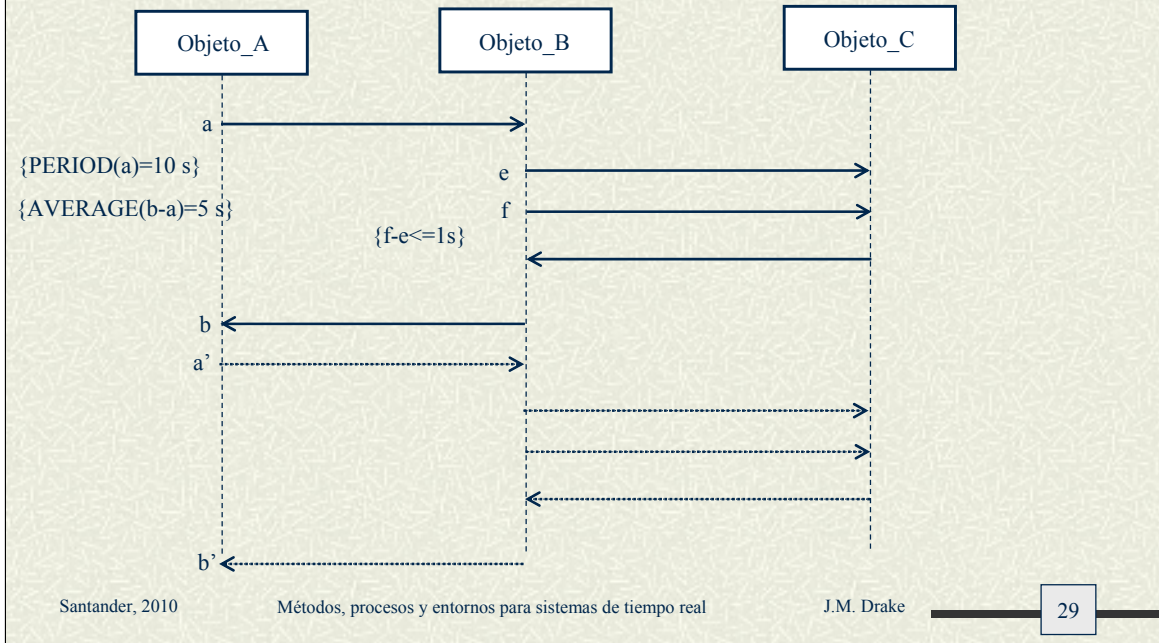 Objeto_A
Objeto_B
Objeto_C
a
{PERIOD(a)=10 s}
e
{AVERAGE(b-a)=5 s}
f
{f-e<=1s}
b
a’
b’
Santander, 2010
Métodos, procesos y entornos para sistemas de tiempo real
J.M. Drake
29